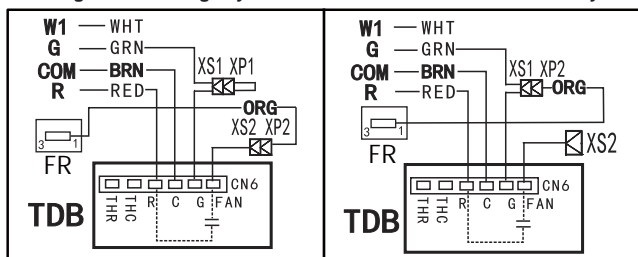 W1 WHT
G GRN
COM BRN
R RED
XS1 XP1
ORG
XS2 XP2
3 1
FR
CN6
THR THC R C G FAN
TDB
W1 WHT
G GRN
COM BRN
R RED
XS1 XP2
ORG
XS2
3 1
FR
CN6
THR THC R C G FAN
TDB